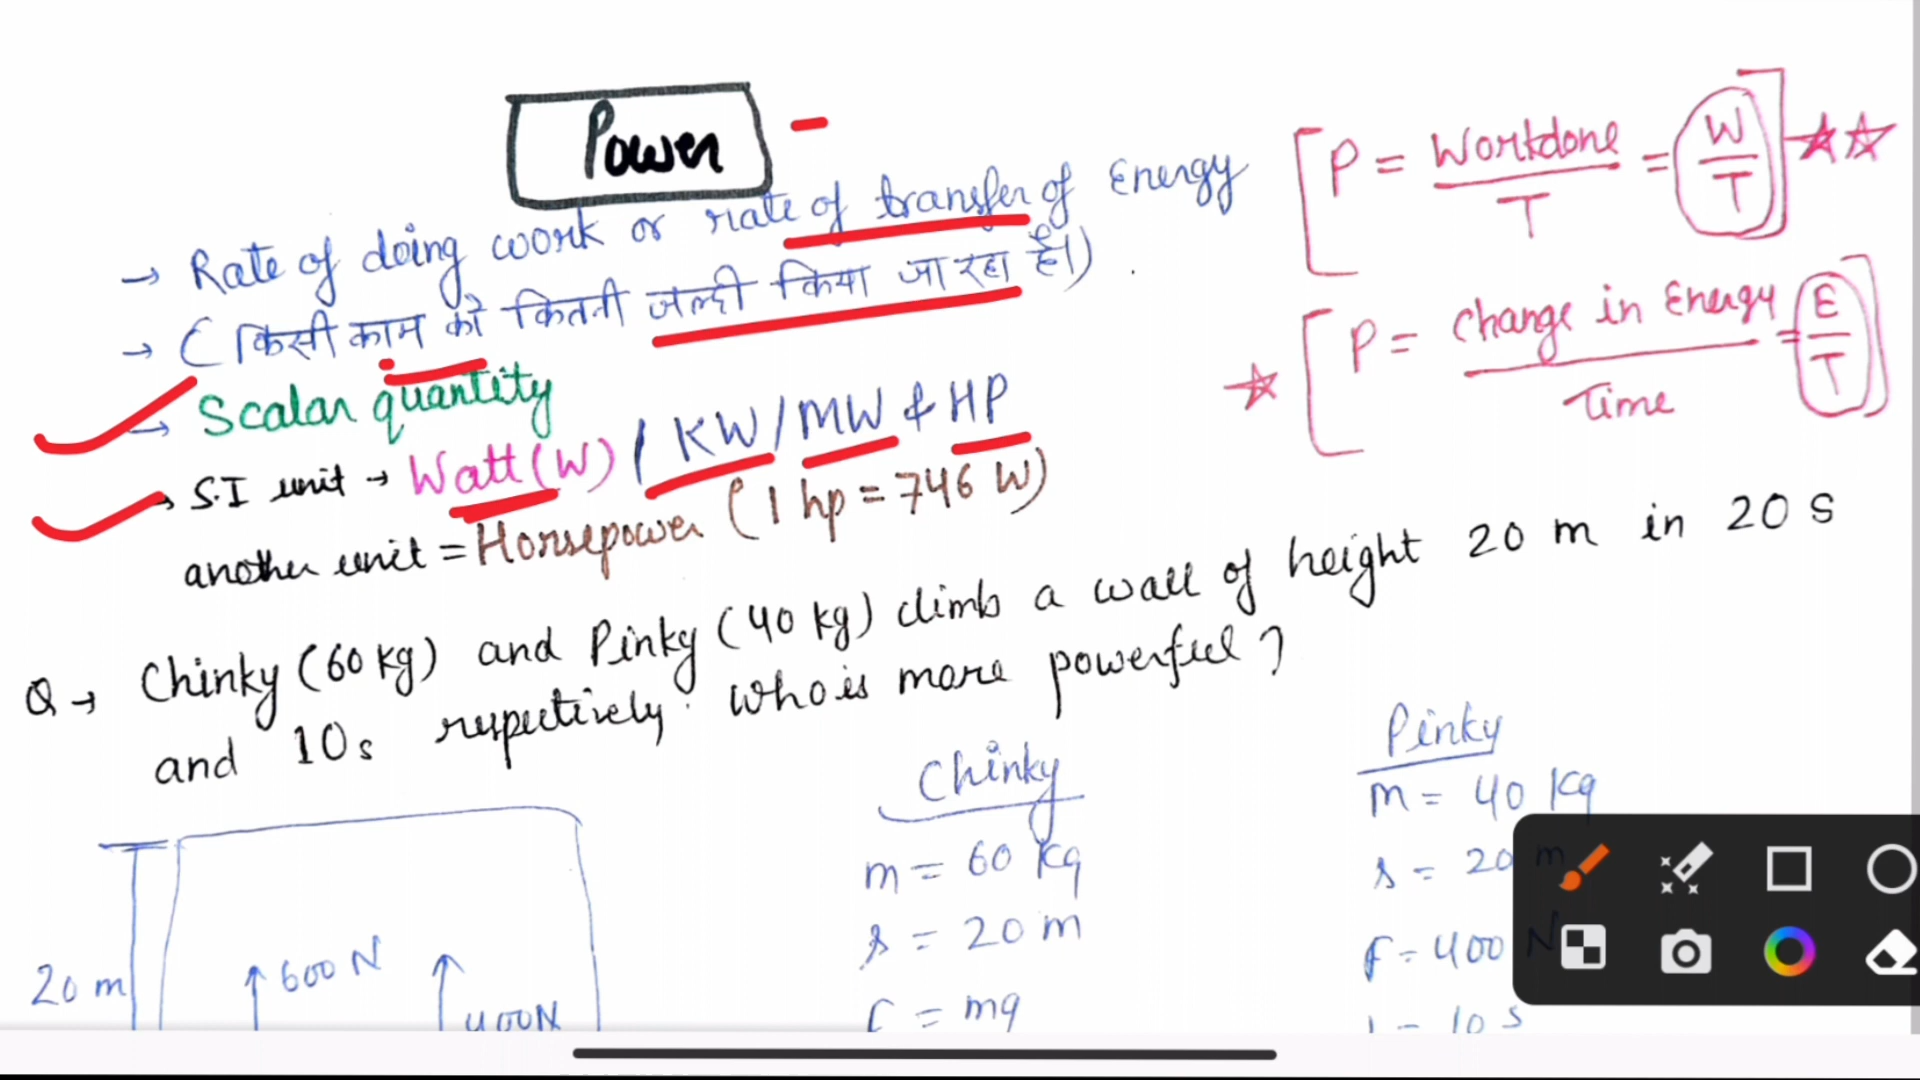 Power
→ Rate of doing work or rate of transfer of Energy
→ ( किसी काम को कितनी जल्दी किया जा रहा है।)
→ Scalar quantity
→ S.I unit → Watt(W) / KW/MW & HP
another unit = Horsepower (1 hp = 746 W)
[P = Workdone / T = W / T]
[P = Change in Energy / Time = E / T]
Q → Chinky (60 kg) and Pinky (40 kg) climb a wall of height 20 m in 20 s
and 10s respectively. who is more powerful?
20 m
600 N
400N
Chinky
m = 60 kg
s = 20 m
F = mg
Pinky
m = 40 kg
s = 20 m
F = 400 N
10 s